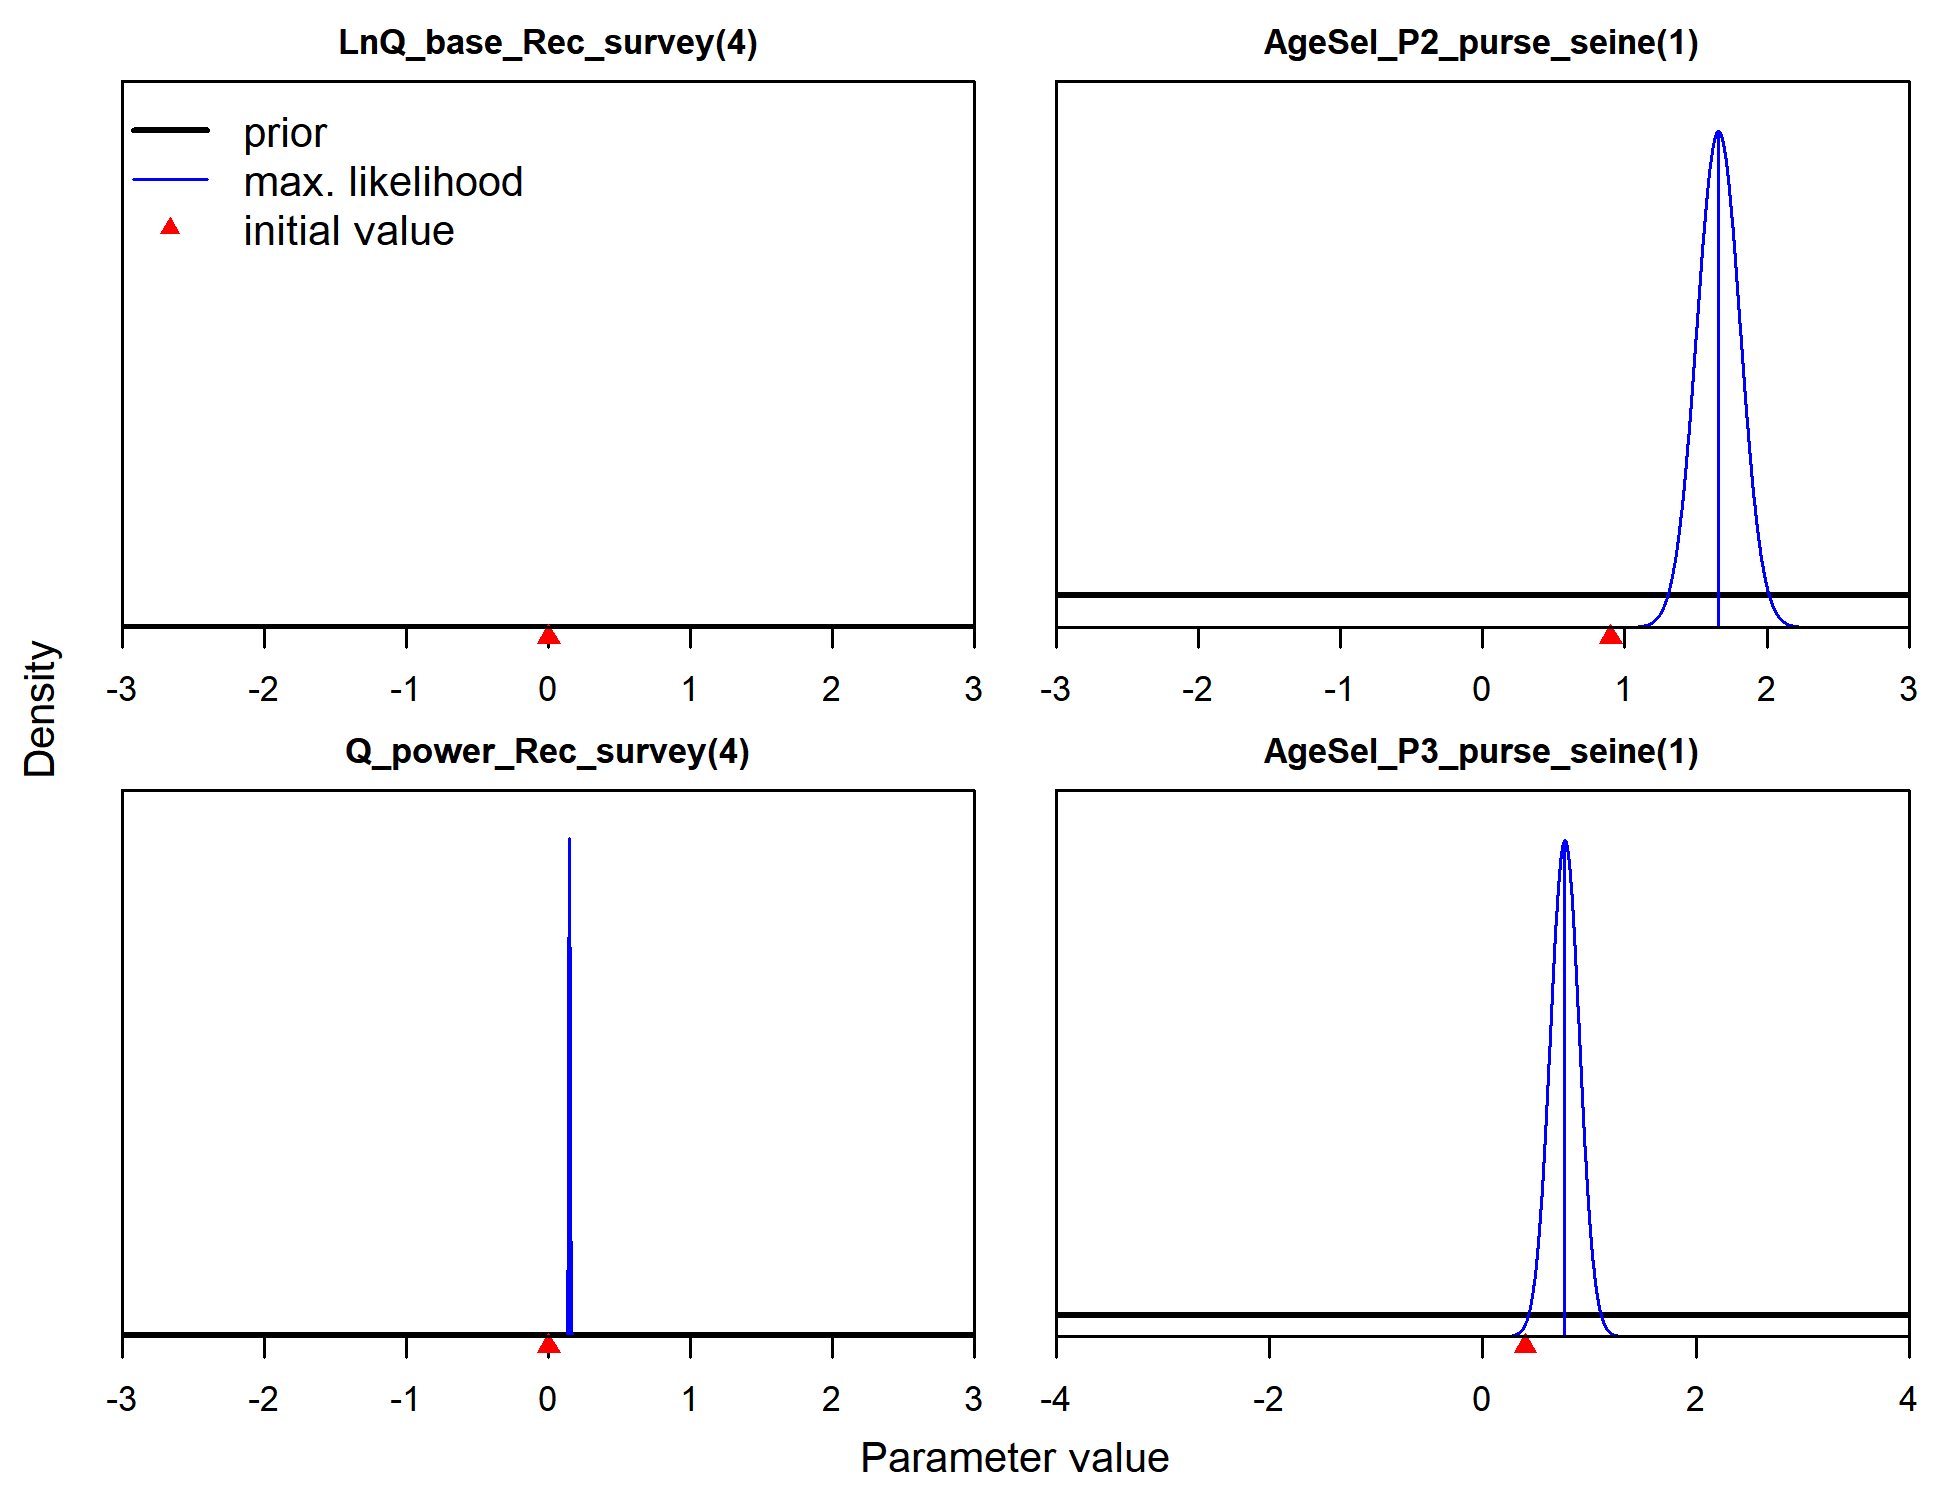 LnQ_base_Rec_survey(4)
prior
max. likelihood
initial value
-3 -2 -1 0 1 2 3
AgeSel_P2_purse_seine(1)
-3 -2 -1 0 1 2 3
Density
Q_power_Rec_survey(4)
-3 -2 -1 0 1 2 3
AgeSel_P3_purse_seine(1)
-4 -2 0 2 4
Parameter value